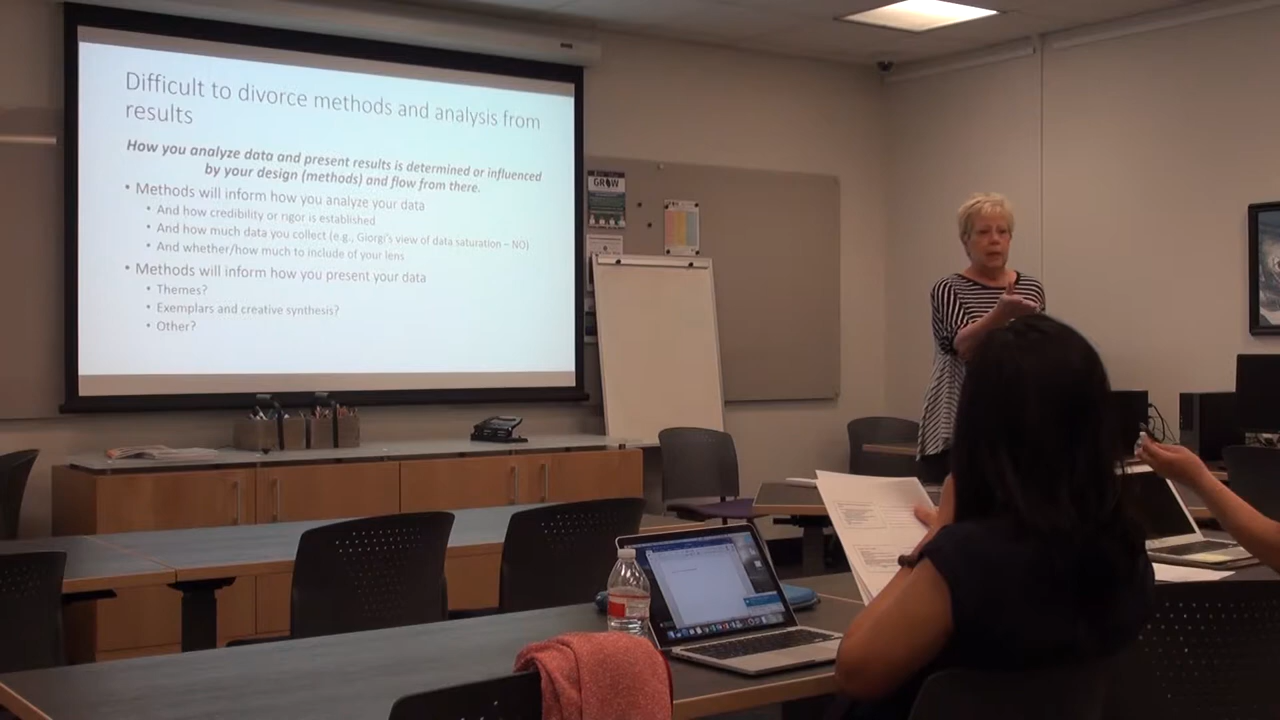 Difficult to divorce methods and analysis from
results
How you analyze data and present results is determined or influenced
by your design (methods) and flow from there.
• Methods will inform how you analyze your data
• And how credibility or rigor is established
• And how much data you collect (e.g., Giorgi's view of data saturation – NO)
• And whether/how much to include of your lens
• Methods will inform how you present your data
• Themes?
• Exemplars and creative synthesis?
• Other?
GROW